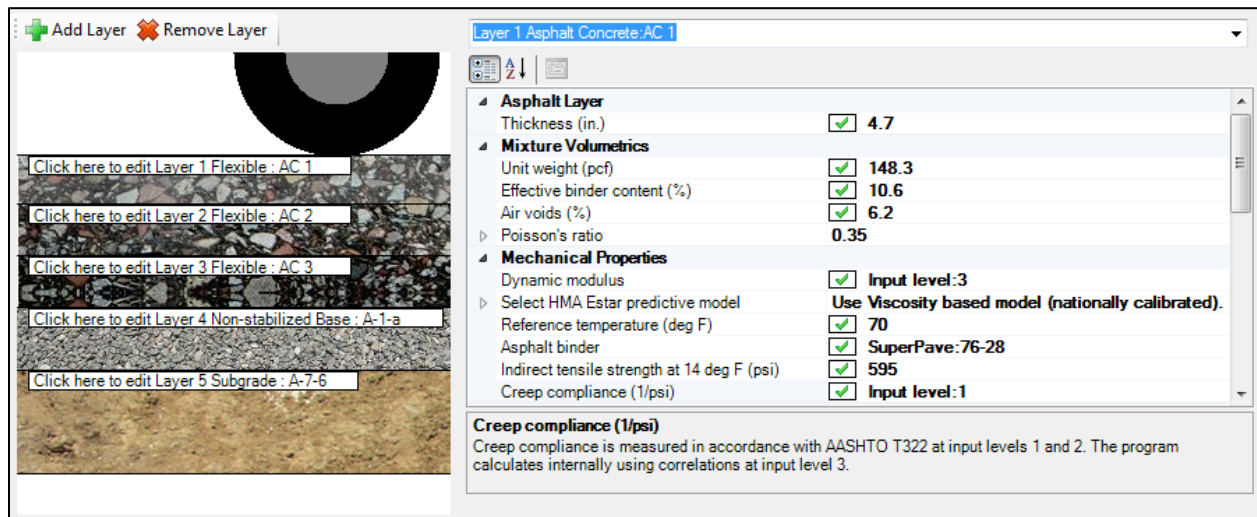 Add Layer Remove Layer
Click here to edit Layer 1 Flexible : AC 1
Click here to edit Layer 2 Flexible : AC 2
Click here to edit Layer 3 Flexible : AC 3
Click here to edit Layer 4 Non-stabilized Base : A-1-a
Click here to edit Layer 5 Subgrade : A-7-6
Layer 1 Asphalt Concrete:AC 1
A
Z
Asphalt Layer
Thickness (in.) 4.7
Mixture Volumetrics
Unit weight (pcf) 148.3
Effective binder content (%) 10.6
Air voids (%) 6.2
Poisson's ratio 0.35
Mechanical Properties
Dynamic modulus Input level:3
Select HMA Estar predictive model Use Viscosity based model (nationally calibrated).
Reference temperature (deg F) 70
Asphalt binder SuperPave:76-28
Indirect tensile strength at 14 deg F (psi) 595
Creep compliance (1/psi) Input level:1
Creep compliance (1/psi)
Creep compliance is measured in accordance with AASHTO T322 at input levels 1 and 2. The program
calculates internally using correlations at input level 3.